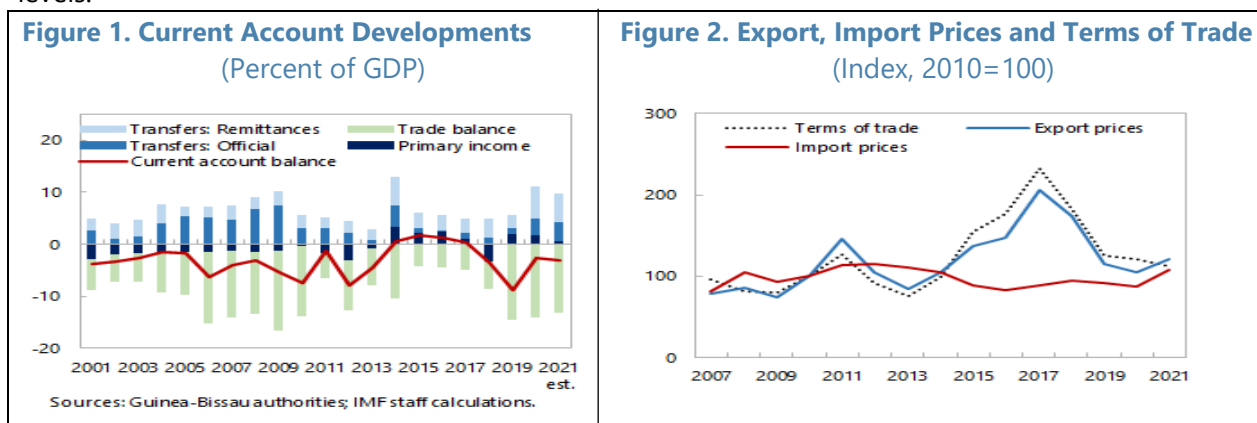 levels.
Figure 1. Current Account Developments
(Percent of GDP)
Transfers: Remittances
Trade balance
Transfers: Official
Primary income
Current account balance
20
10
0
-10
-20
2001 2003 2005 2007 2009 2011 2013 2015 2017 2019 2021
est.
Sources: Guinea-Bissau authorities; IMF staff calculations.
Figure 2. Export, Import Prices and Terms of Trade
(Index, 2010=100)
Terms of trade
Export prices
Import prices
300
200
100
0
2007 2009 2011 2013 2015 2017 2019 2021